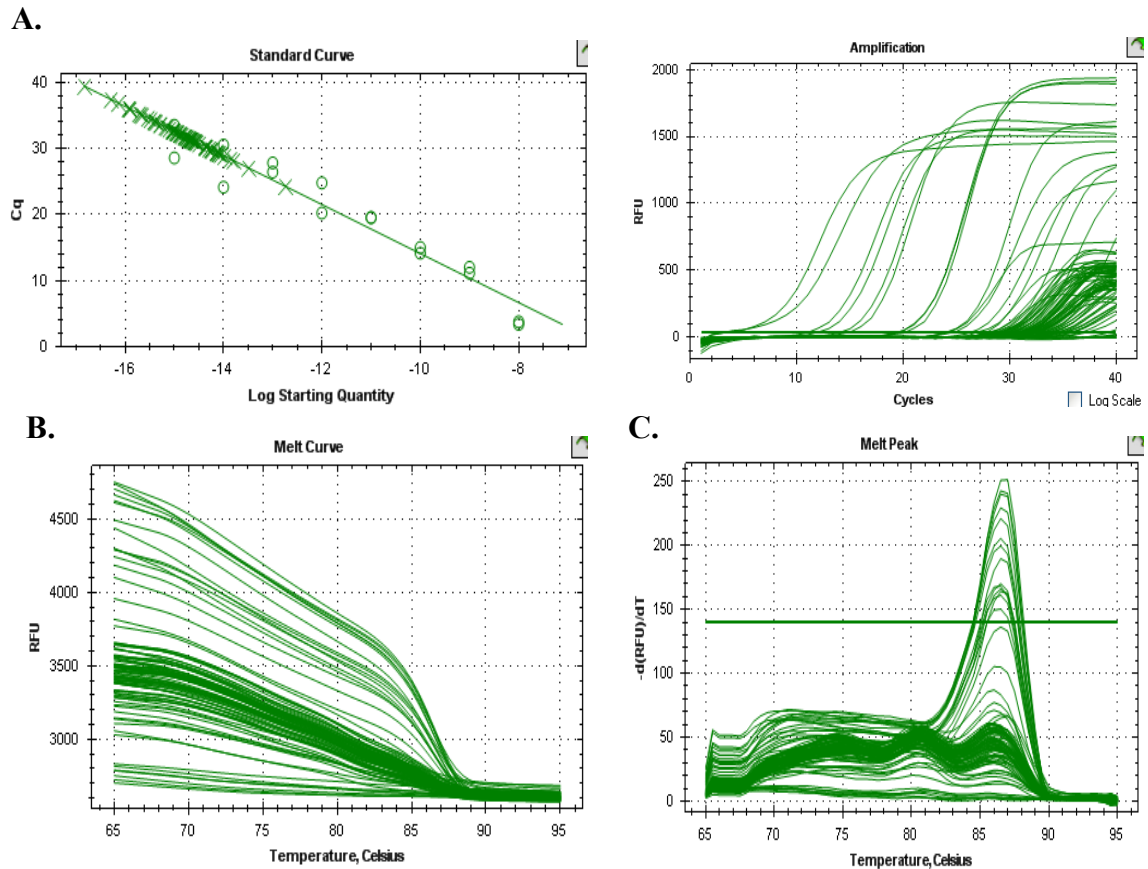 A.
Standard Curve
Cq
40
30
20
10
0
-16
-14
-12
-10
-8
Log Starting Quantity
Amplification
RFU
2000
1500
1000
500
0
10
20
30
40
Cycles
Log Scale
B.
Melt Curve
RFU
4500
4000
3500
3000
65
70
75
80
85
90
95
Temperature, Celsius
C.
Melt Peak
-d(RFU)/dT
250
200
150
100
50
0
65
70
75
80
85
90
95
Temperature, Celsius